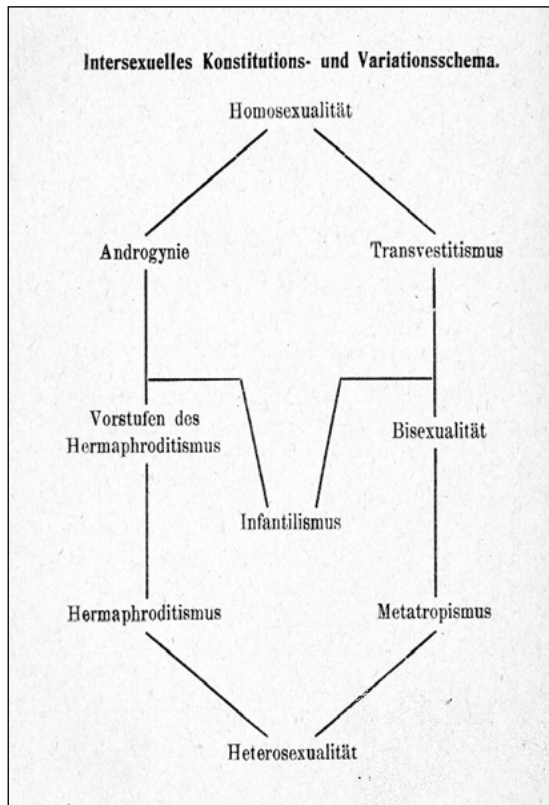 Intersexuelles Konstitutions- und Variationsschema.
Homosexualität
Androgynie
Transvestitismus
Vorstufen des
Hermaphroditismus
Bisexualität
Infantilismus
Hermaphroditismus
Metatropismus
Heterosexualität